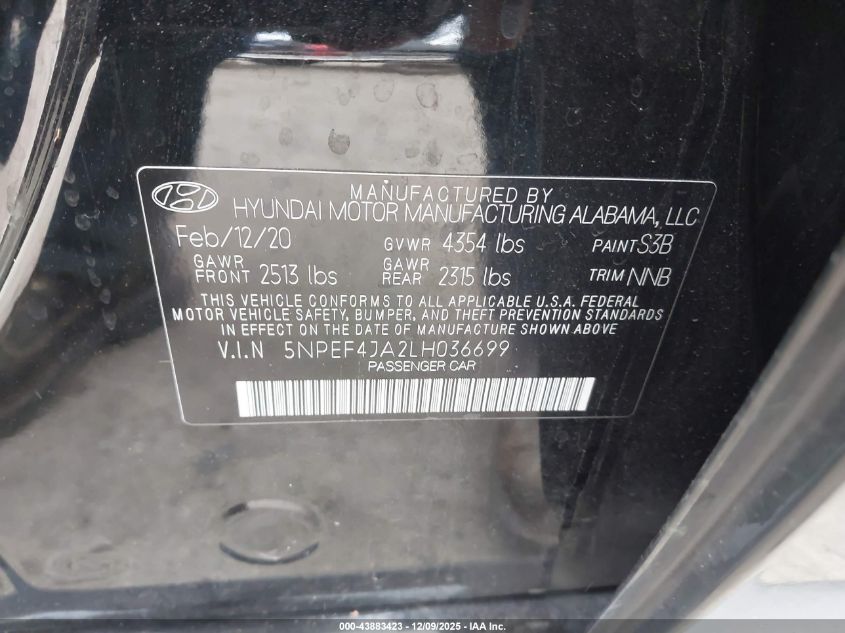 MANUFACTURED BY
HYUNDAI MOTOR MANUFACTURING ALABAMA, LLC
Feb/12/20 GVWR 4354 lbs PAINT S3B
GAWR FRONT 2513 lbs GAWR REAR 2315 lbs TRIM NNB
THIS VEHICLE CONFORMS TO ALL APPLICABLE U.S.A. FEDERAL
MOTOR VEHICLE SAFETY, BUMPER, AND THEFT PREVENTION STANDARDS
IN EFFECT ON THE DATE OF MANUFACTURE SHOWN ABOVE
V.I.N 5NPEF4JA2LH036699
PASSENGER CAR
000-43883423 - 12/09/2025 - IAA Inc.